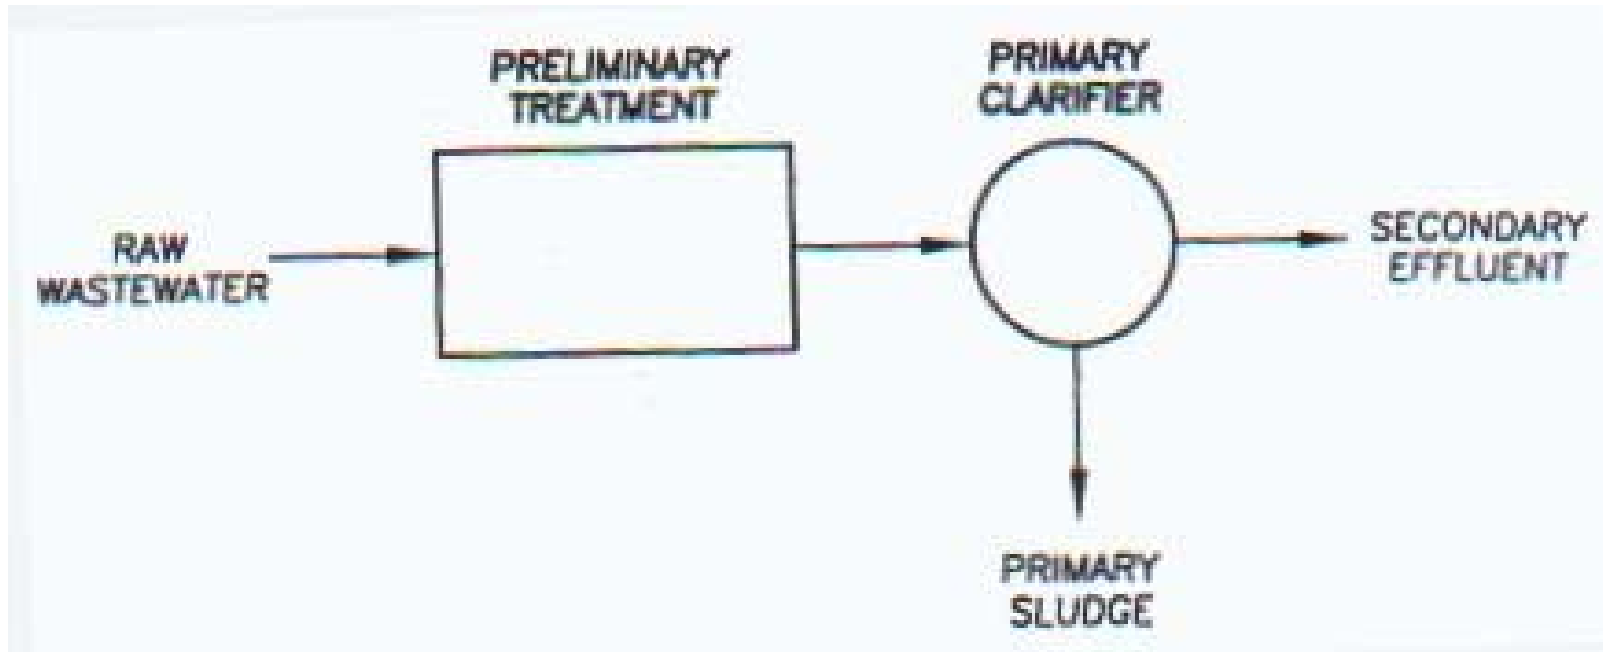 PRELIMINARY
TREATMENT
PRIMARY
CLARIFIER
RAW
WASTEWATER
SECONDARY
EFFLUENT
PRIMARY
SLUDGE